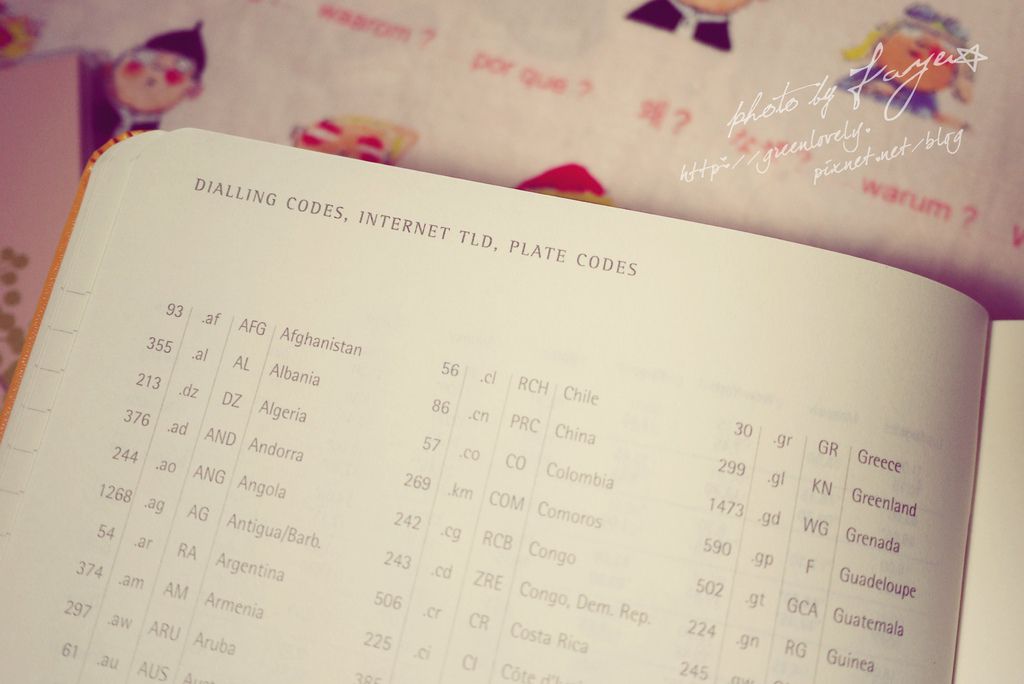 waarom ?
por que ?
왜 ?
warum ?
photo by Jaye
http://greenlovely.
pixnet.net/blog
DIALLING CODES, INTERNET TLD, PLATE CODES
93 .af AFG Afghanistan
355 .al AL Albania
213 .dz DZ Algeria
376 .ad AND Andorra
244 .ao ANG Angola
1268 .ag AG Antigua/Barb.
54 .ar RA Argentina
374 .am AM Armenia
297 .aw ARU Aruba
61 .au AUS
56 .cl RCH Chile
86 .cn PRC China
57 .co CO Colombia
269 .km COM Comoros
242 .cg RCB Congo
243 .cd ZRE Congo, Dem. Rep.
506 .cr CR Costa Rica
225 .ci CI Côte
385
30 .gr GR Greece
299 .gl KN Greenland
1473 .gd WG Grenada
590 .gp F Guadeloupe
502 .gt GCA Guatemala
224 .gn RG Guinea
245